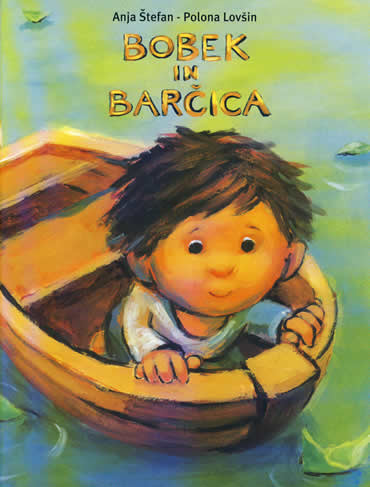 Anja Štefan - Polona Lovšin
BOBEK
IN
BARČICA